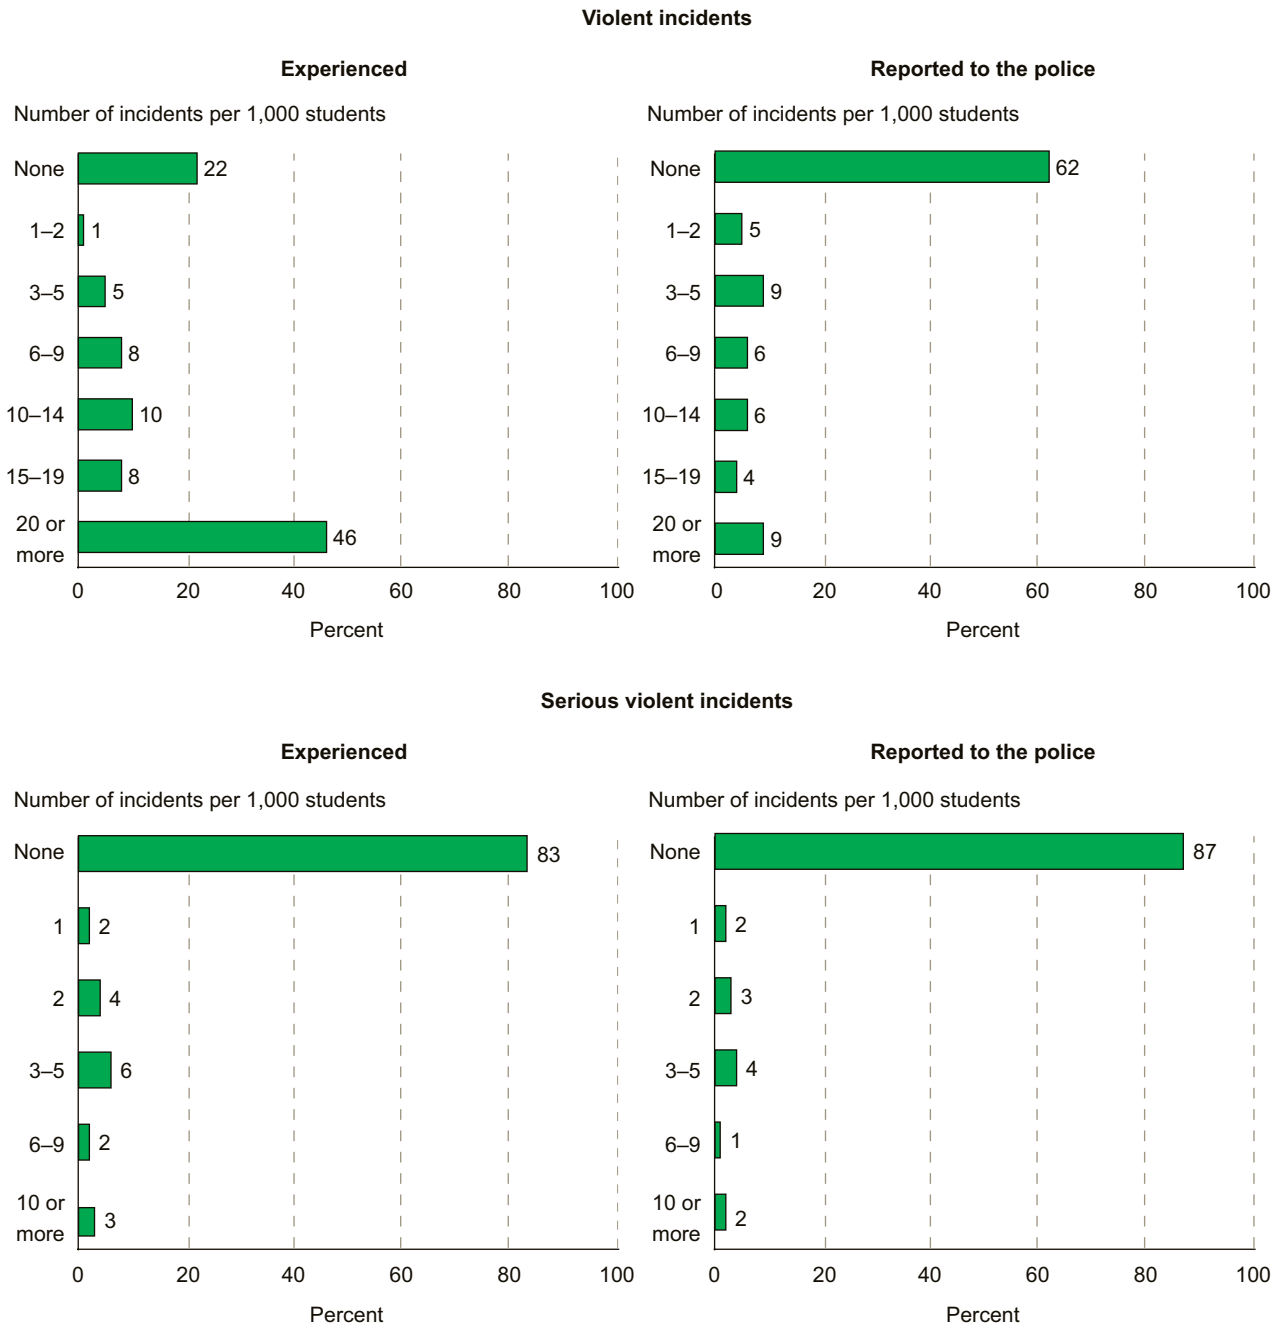 Violent incidents
Experienced
Number of incidents per 1,000 students
None 22
1–2 1
3–5 5
6–9 8
10–14 10
15–19 8
20 or
more 46
0 20 40 60 80 100
Percent
Reported to the police
Number of incidents per 1,000 students
None 62
1–2 5
3–5 9
6–9 6
10–14 6
15–19 4
20 or
more 9
0 20 40 60 80 100
Percent
Serious violent incidents
Experienced
Number of incidents per 1,000 students
None 83
1 2
2 4
3–5 6
6–9 2
10 or
more 3
0 20 40 60 80 100
Percent
Reported to the police
Number of incidents per 1,000 students
None 87
1 2
2 3
3–5 4
6–9 1
10 or
more 2
0 20 40 60 80 100
Percent